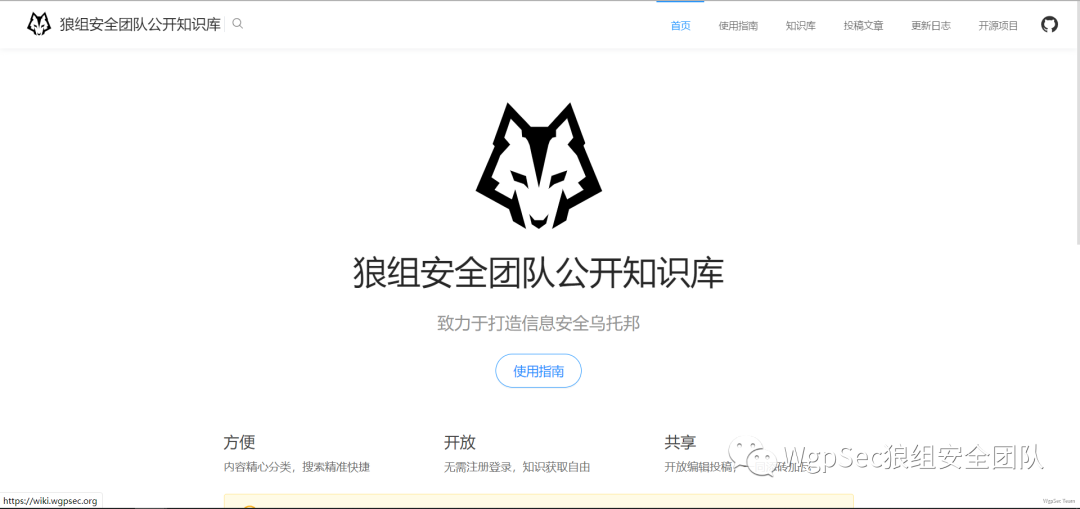 狼组安全团队公开知识库
首页 使用指南 知识库 投稿文章 更新日志 开源项目
狼组安全团队公开知识库
致力于打造信息安全乌托邦
使用指南
方便 开放 共享
内容精心分类，搜索精准快捷 无需注册登录，知识获取自由 开放编辑投稿，
WgpSec狼组安全团队
https://wiki.wgpsec.org WgpSec Team